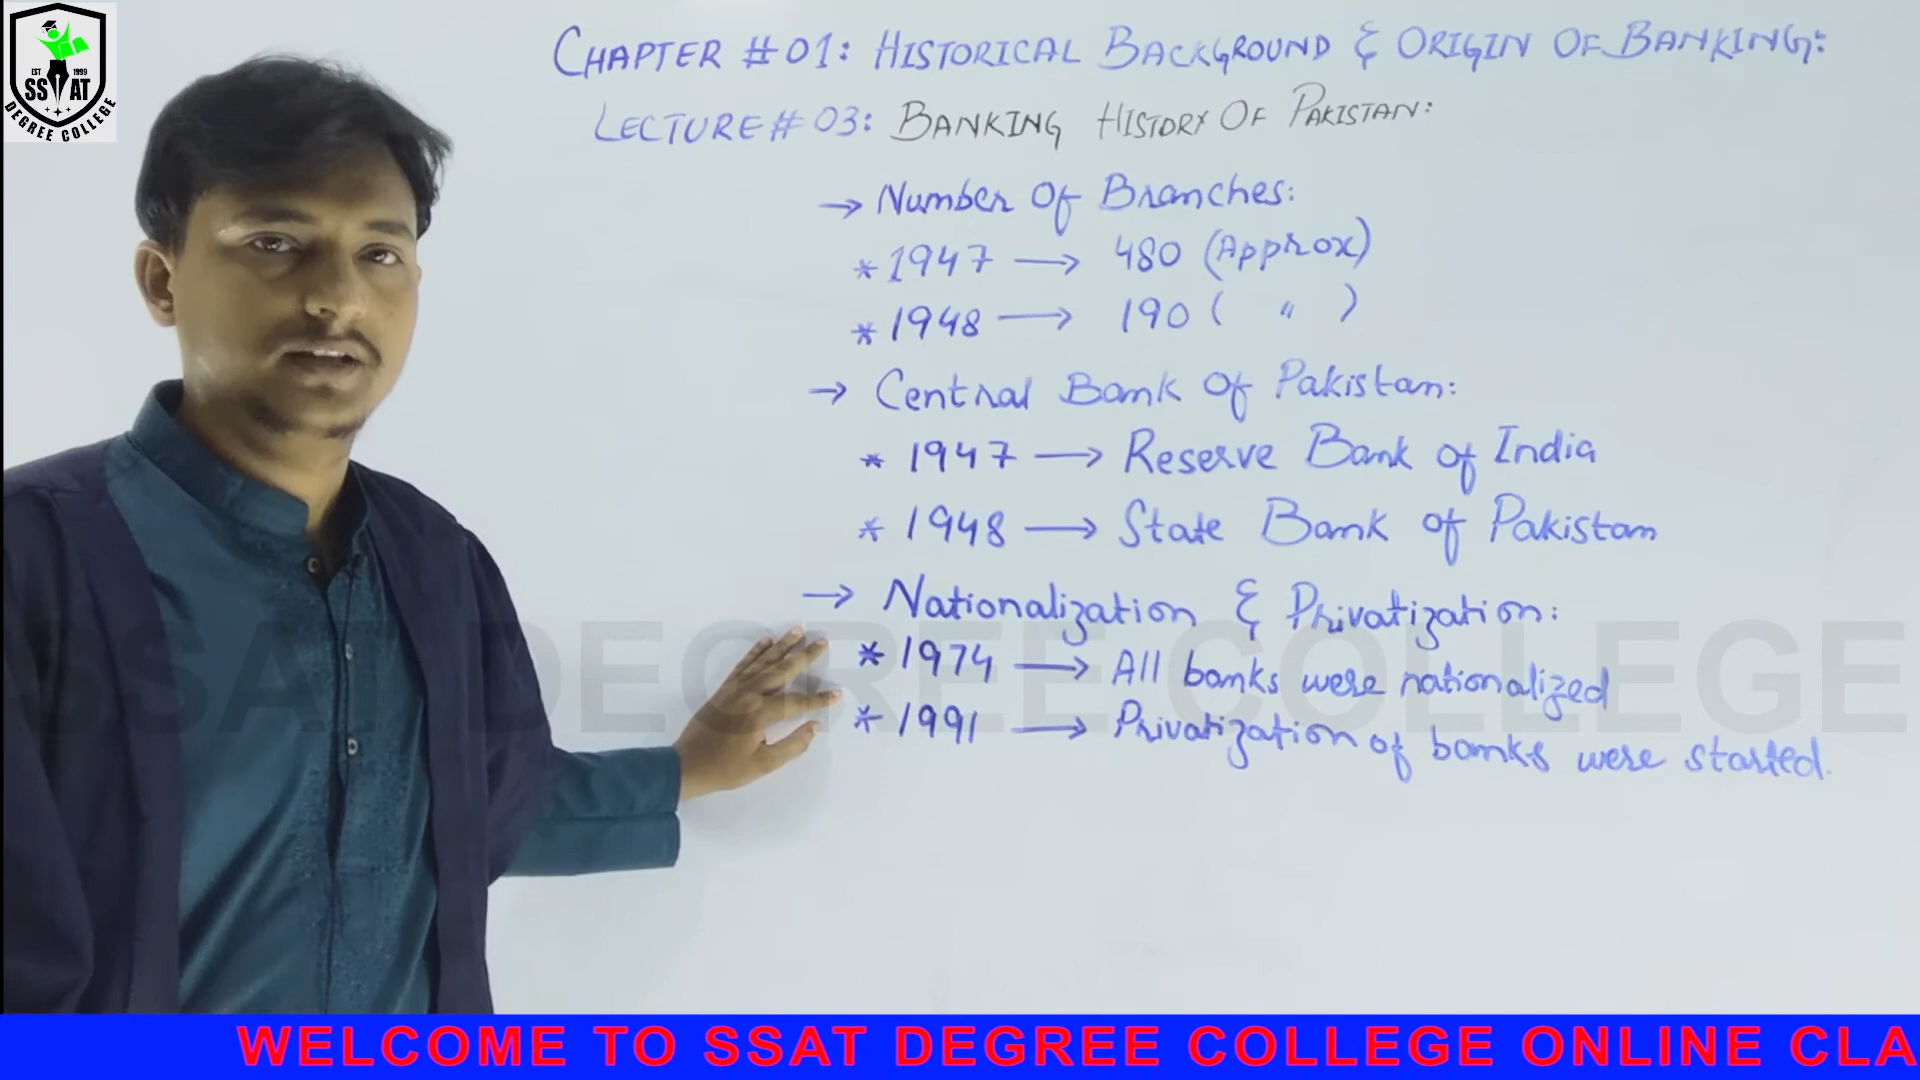 EST 1999
SSAT
DEGREE COLLEGE
CHAPTER # 01: HISTORICAL BACKGROUND & ORIGIN OF BANKING:
LECTURE # 03: BANKING HISTORY OF PAKISTAN:
→ Number Of Branches:
* 1947 → 480 (Approx)
* 1948 → 190 ( " )
→ Central Bank Of Pakistan:
* 1947 → Reserve Bank of India
* 1948 → State Bank of Pakistan
→ Nationalization & Privatization:
* 1974 → All banks were nationalized
* 1991 → Privatization of banks were started.
SSAT DEGREE COLLEGE
WELCOME TO SSAT DEGREE COLLEGE ONLINE CLA